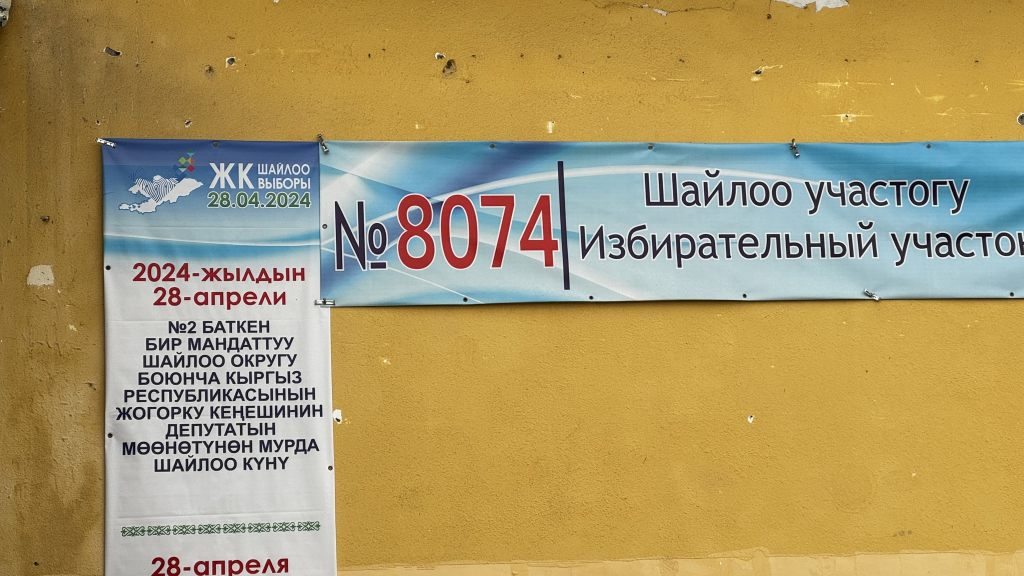 ЖК ШАЙЛОО
ВЫБОРЫ
28.04.2024
2024-жылдын
28-апрели
№2 БАТКЕН
БИР МАНДАТТУУ
ШАЙЛОО ОКРУГУ
БОЮНЧА КЫРГЫЗ
РЕСПУБЛИКАСЫНЫН
ЖОГОРКУ КЕҢЕШИНИН
ДЕПУТАТЫН
МӨӨНӨТҮНӨН МУРДА
ШАЙЛОО КҮНҮ
28-апреля
№8074
Шайлоо участогу
Избирательный участок